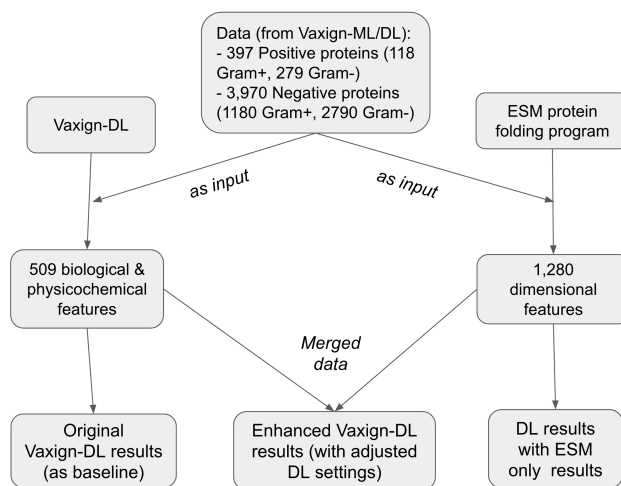 Data (from Vaxign-ML/DL):
- 397 Positive proteins (118
Gram+, 279 Gram-)
- 3,970 Negative proteins
(1180 Gram+, 2790 Gram-)
Vaxign-DL
ESM protein
folding program
as input
as input
509 biological &
physicochemical
features
1,280
dimensional
features
Merged
data
Original
Vaxign-DL results
(as baseline)
Enhanced Vaxign-DL
results (with adjusted
DL settings)
DL results
with ESM
only results